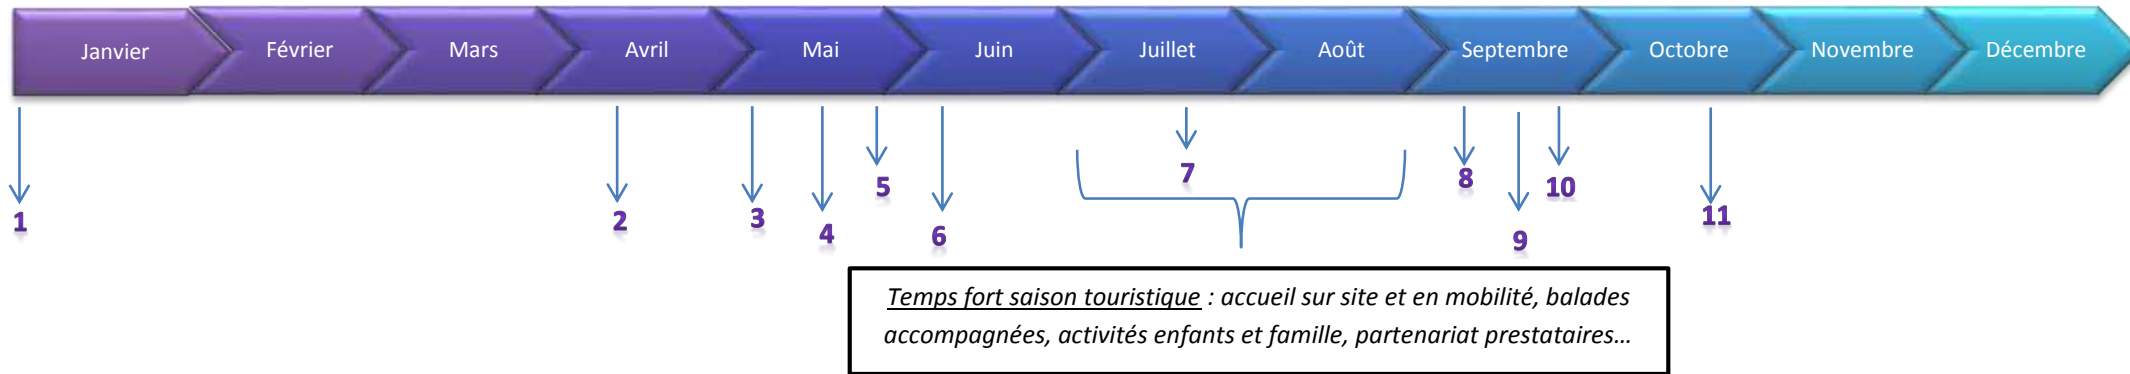 Janvier Février Mars Avril Mai Juin Juillet Août Septembre Octobre Novembre Décembre
1 2 3 4 5 6 7 8 9 10 11
Temps fort saison touristique : accueil sur site et en mobilité, balades
accompagnées, activités enfants et famille, partenariat prestataires...